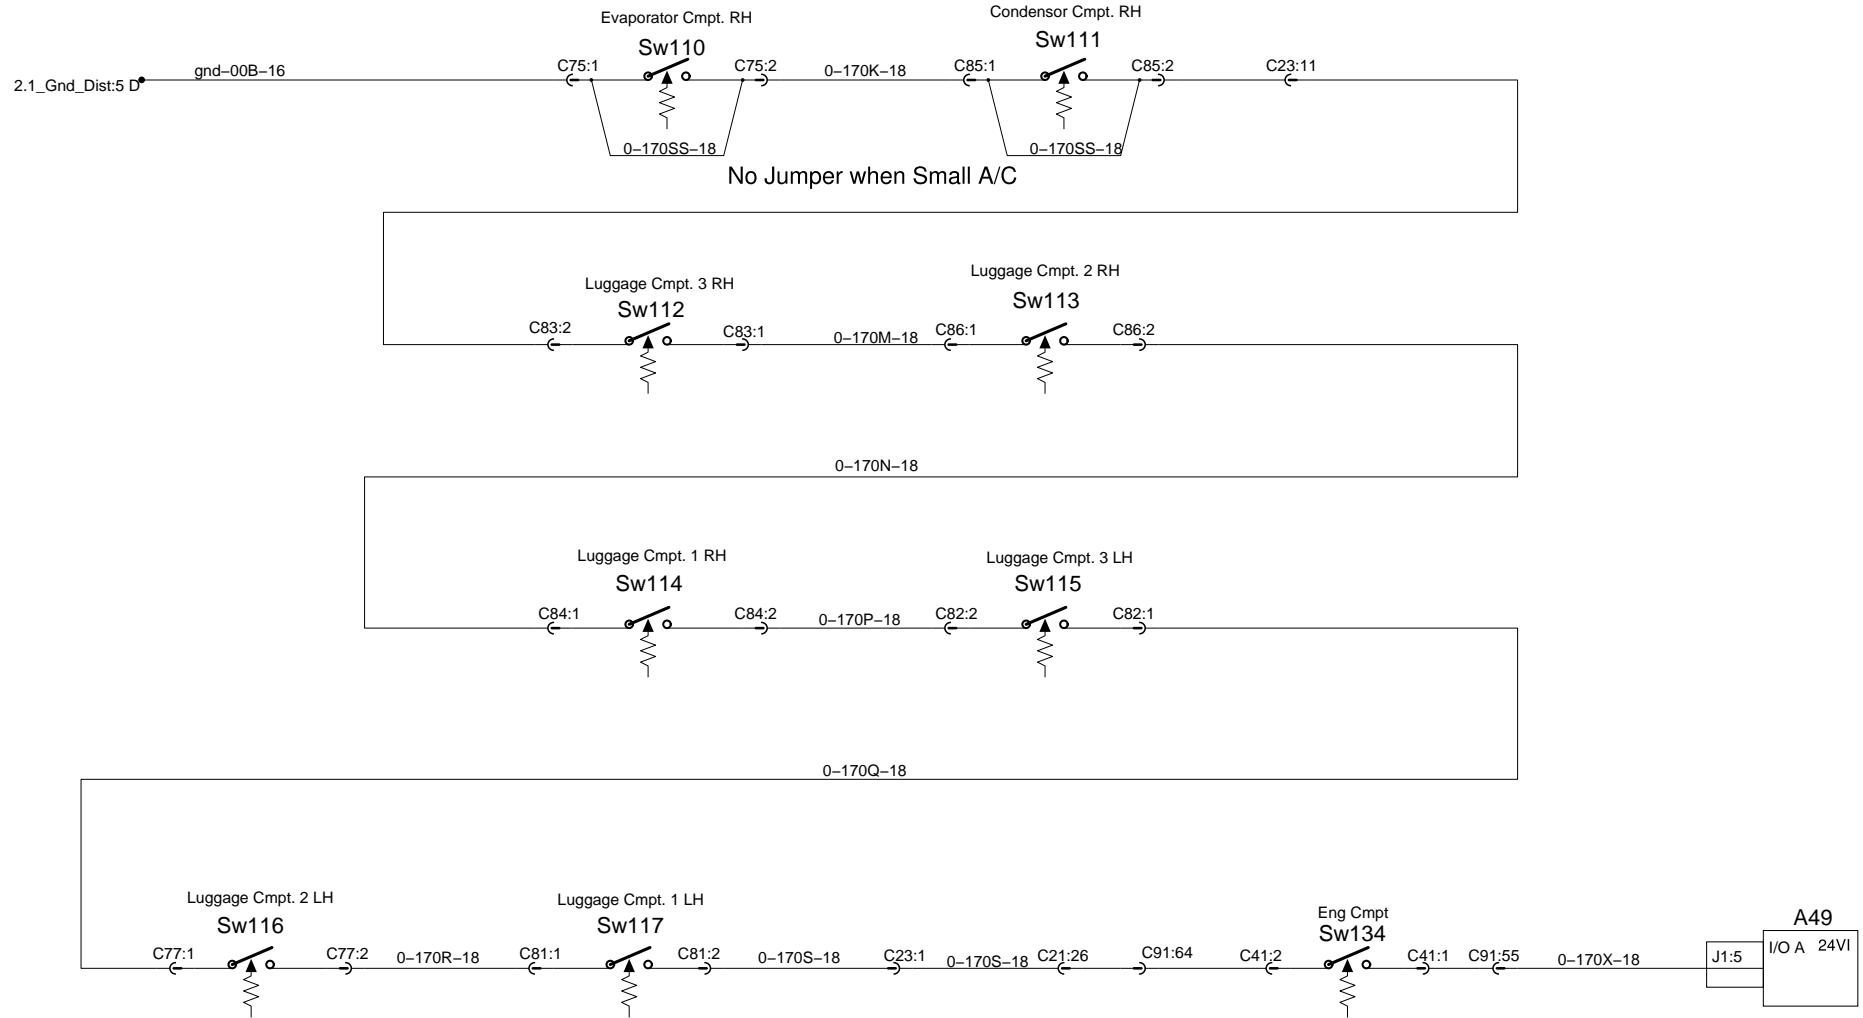 Evaporator Cmpt. RH
Condensor Cmpt. RH
Sw110
Sw111
2.1_Gnd_Dist:5 D
gnd–00B–16
C75:1
C75:2
0–170K–18
C85:1
C85:2
C23:11
0–170SS–18
0–170SS–18
No Jumper when Small A/C
Luggage Cmpt. 3 RH
Luggage Cmpt. 2 RH
Sw112
Sw113
C83:2
C83:1
0–170M–18
C86:1
C86:2
0–170N–18
Luggage Cmpt. 1 RH
Luggage Cmpt. 3 LH
Sw114
Sw115
C84:1
C84:2
0–170P–18
C82:2
C82:1
0–170Q–18
Luggage Cmpt. 2 LH
Luggage Cmpt. 1 LH
Eng Cmpt
Sw116
Sw117
Sw134
A49
C77:1
C77:2
0–170R–18
C81:1
C81:2
0–170S–18
C23:1
0–170S–18
C21:26
C91:64
C41:2
C41:1
C91:55
0–170X–18
J1:5
I/O A 24VI